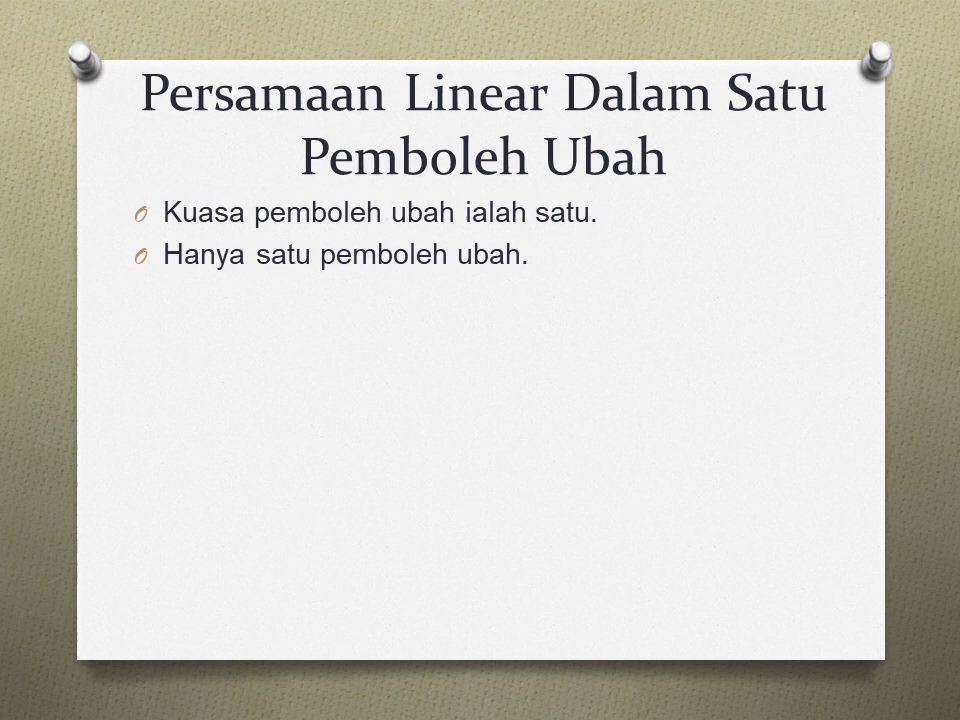 Persamaan Linear Dalam Satu
Pemboleh Ubah
Kuasa pemboleh ubah ialah satu.
Hanya satu pemboleh ubah.